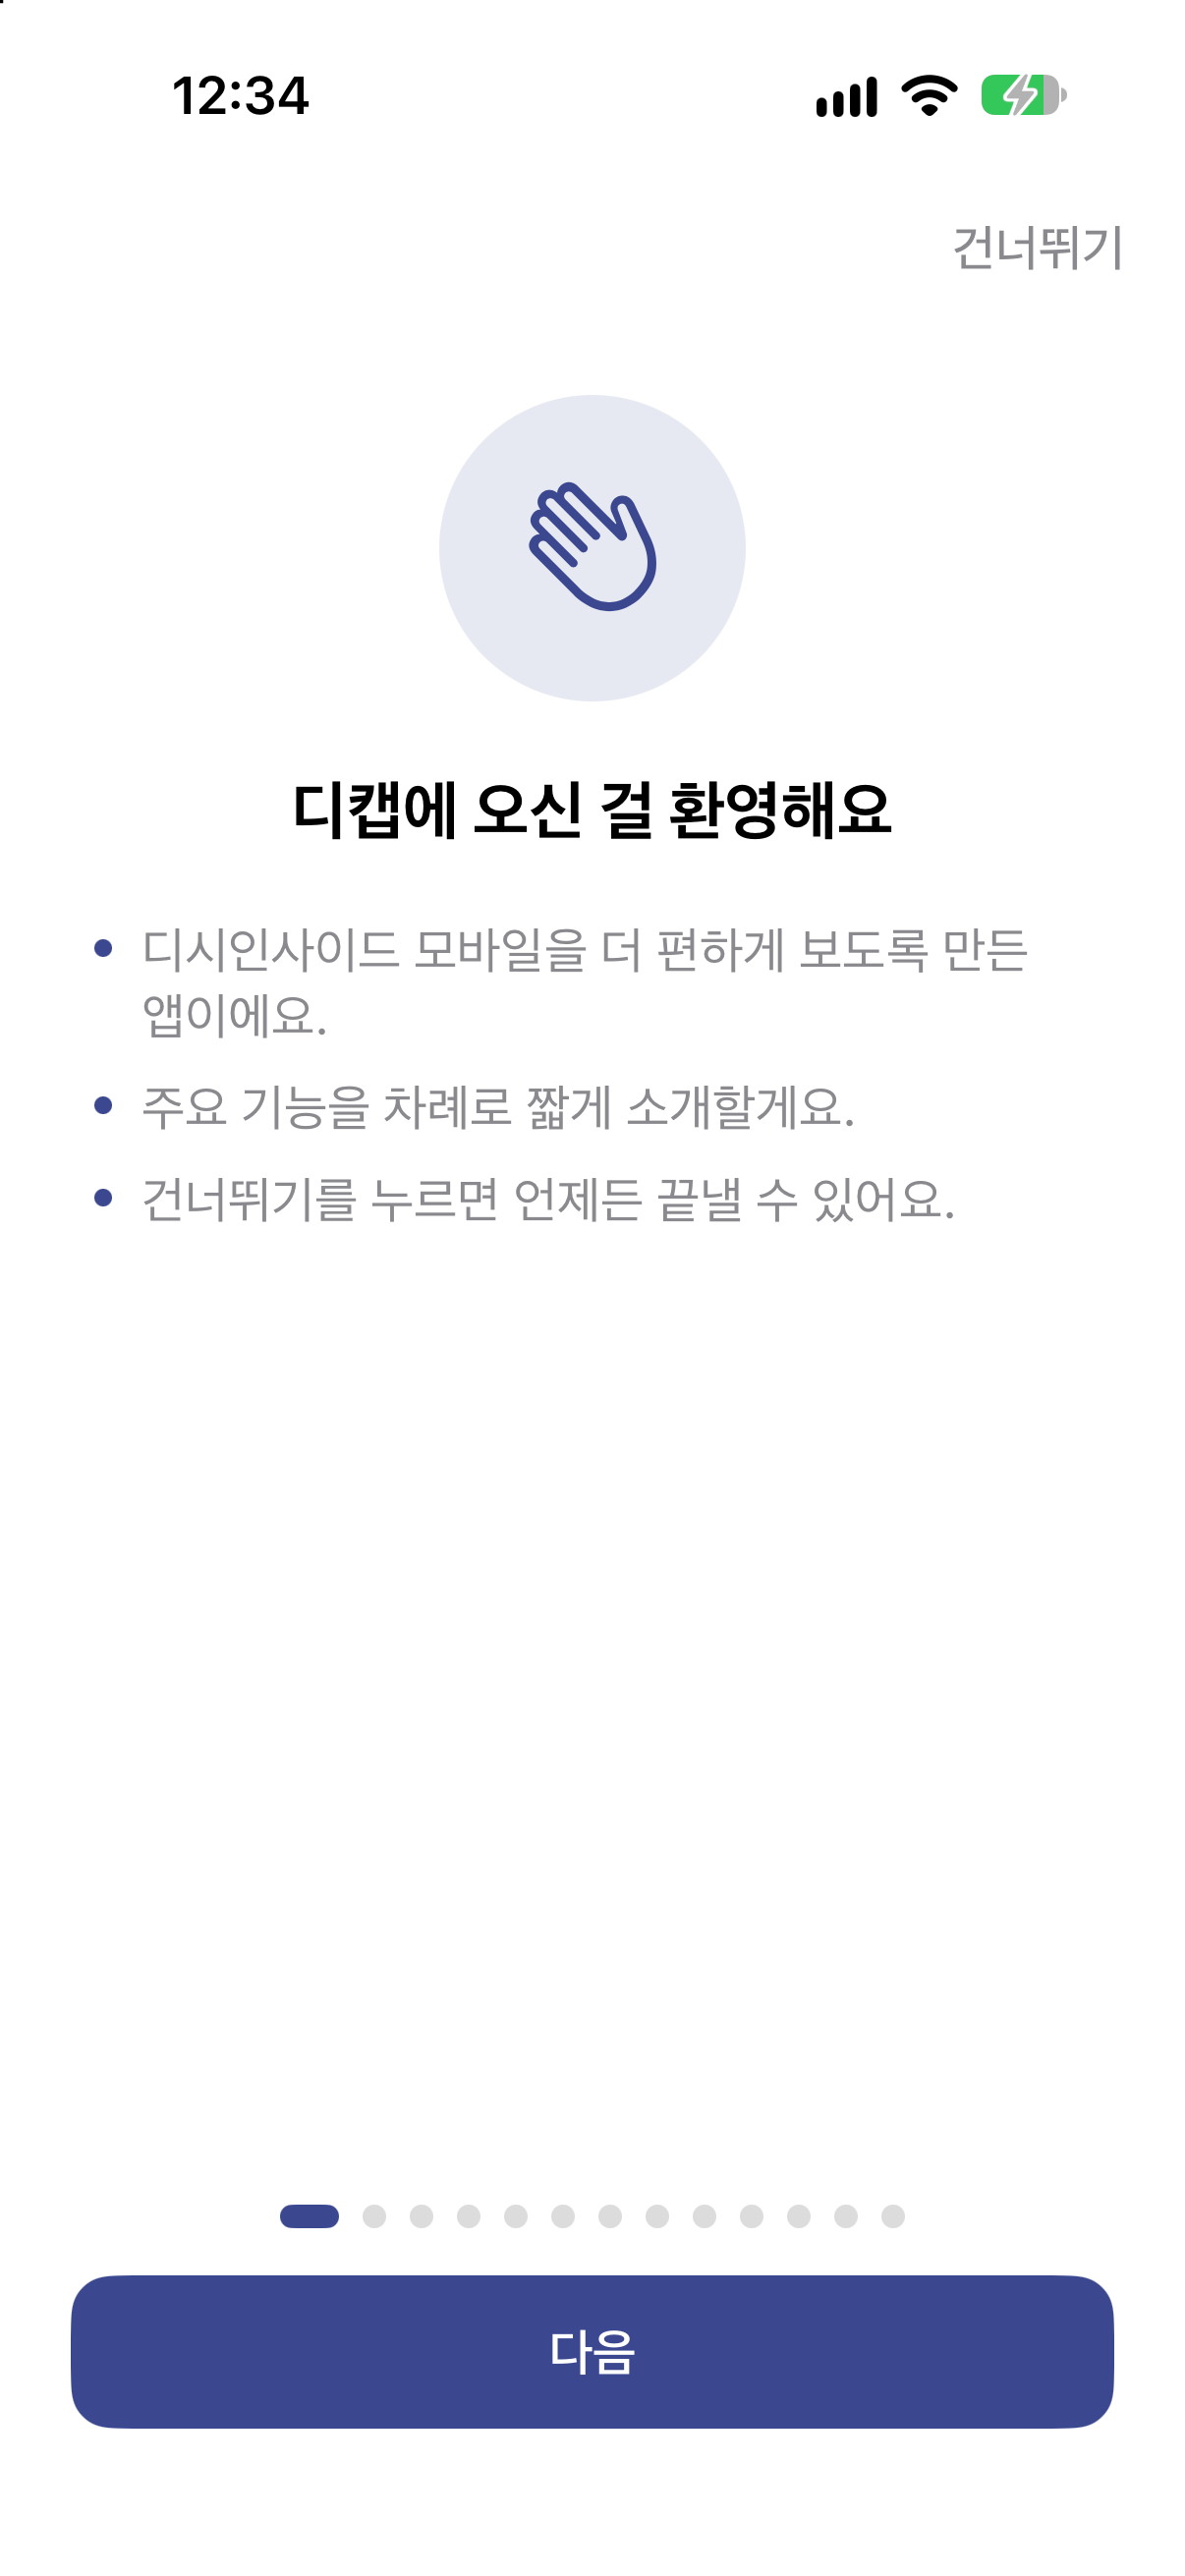 12:34
건너뛰기
디캡에 오신 걸 환영해요
디시인사이드 모바일을 더 편하게 보도록 만든
앱이에요.
주요 기능을 차례로 짧게 소개할게요.
건너뛰기를 누르면 언제든 끝낼 수 있어요.
다음